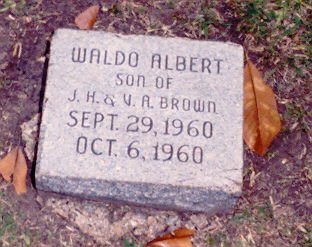 WALDO ALBERT
SON OF
J. H. & V. A. BROWN
SEPT. 29, 1960
OCT. 6, 1960